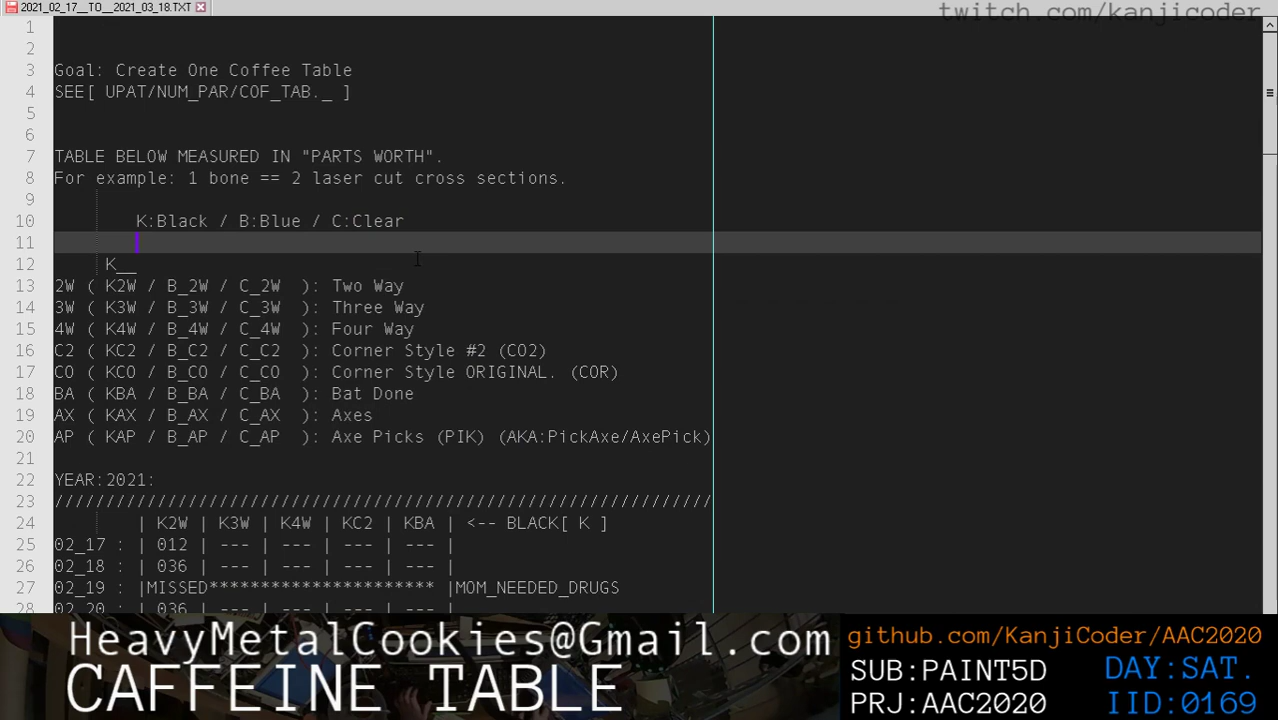 2021_02_17__TO__2021_03_18.TXT
twitch.com/kanjicoder
1
2
3 Goal: Create One Coffee Table
4 SEE[ UPAT/NUM_PAR/COF_TAB._ ]
5
6
7 TABLE BELOW MEASURED IN "PARTS WORTH".
8 For example: 1 bone == 2 laser cut cross sections.
9
10 K:Black / B:Blue / C:Clear
11
12 K__
13 2W ( K2W / B_2W / C_2W ): Two Way
14 3W ( K3W / B_3W / C_3W ): Three Way
15 4W ( K4W / B_4W / C_4W ): Four Way
16 C2 ( KC2 / B_C2 / C_C2 ): Corner Style #2 (CO2)
17 CO ( KCO / B_CO / C_CO ): Corner Style ORIGINAL. (COR)
18 BA ( KBA / B_BA / C_BA ): Bat Done
19 AX ( KAX / B_AX / C_AX ): Axes
20 AP ( KAP / B_AP / C_AP ): Axe Picks (PIK) (AKA:PickAxe/AxePick)
21
22 YEAR:2021:
23 ////////////////////////////////////////////////////////////////
24 | K2W | K3W | K4W | KC2 | KBA | <-- BLACK[ K ]
25 02_17 : | 012 | --- | --- | --- | --- |
26 02_18 : | 036 | --- | --- | --- | --- |
27 02_19 : |MISSED********************** |MOM_NEEDED_DRUGS
28 02_20 : | 036 | --- | --- | --- | --- |
HeavyMetalCookies@Gmail.com
CAFFEINE TABLE
github.com/KanjiCoder/AAC2020
SUB:PAINT5D DAY:SAT.
PRJ:AAC2020 IID:0169